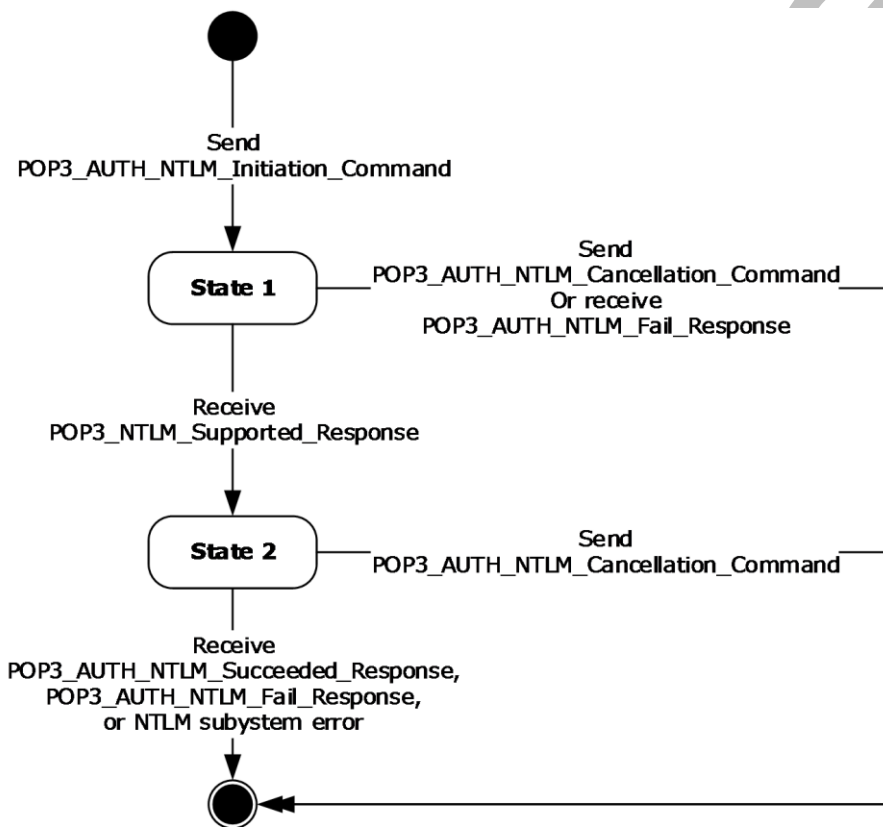 Send
POP3_AUTH_NTLM_Initiation_Command
State 1
Send
POP3_AUTH_NTLM_Cancellation_Command
Or receive
POP3_AUTH_NTLM_Fail_Response
Receive
POP3_NTLM_Supported_Response
State 2
Send
POP3_AUTH_NTLM_Cancellation_Command
Receive
POP3_AUTH_NTLM_Succeeded_Response,
POP3_AUTH_NTLM_Fail_Response,
or NTLM subystem error